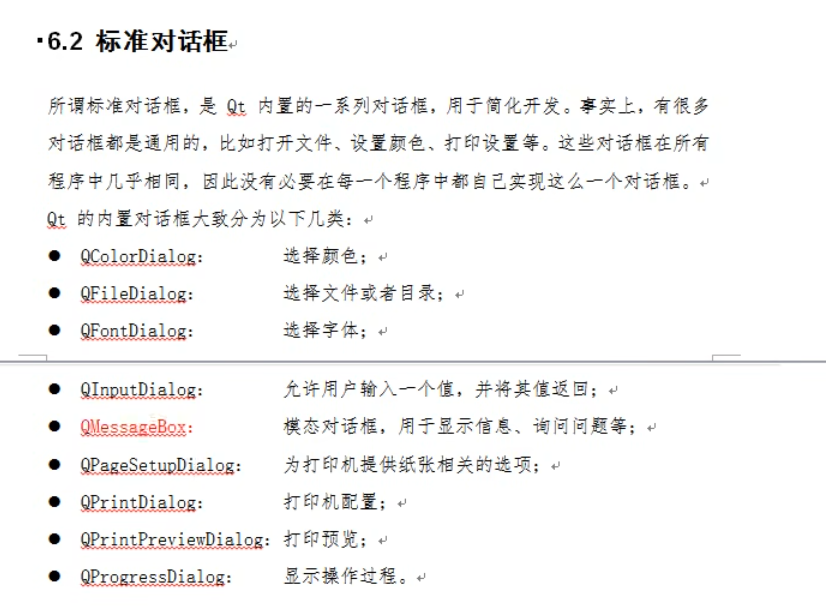 6.2 标准对话框
所谓标准对话框，是 Qt 内置的一系列对话框，用于简化开发。事实上，有很多
对话框都是通用的，比如打开文件、设置颜色、打印设置等。这些对话框在所有
程序中几乎相同，因此没有必要在每一个程序中都自己实现这么一个对话框。
Qt 的内置对话框大致分为以下几类：
● QColorDialog： 选择颜色；
● QFileDialog： 选择文件或者目录；
● QFontDialog： 选择字体；
● QInputDialog： 允许用户输入一个值，并将其值返回；
● QMessageBox： 模态对话框，用于显示信息、询问问题等；
● QPageSetupDialog： 为打印机提供纸张相关的选项；
● QPrintDialog： 打印机配置；
● QPrintPreviewDialog：打印预览；
● QProgressDialog： 显示操作过程。